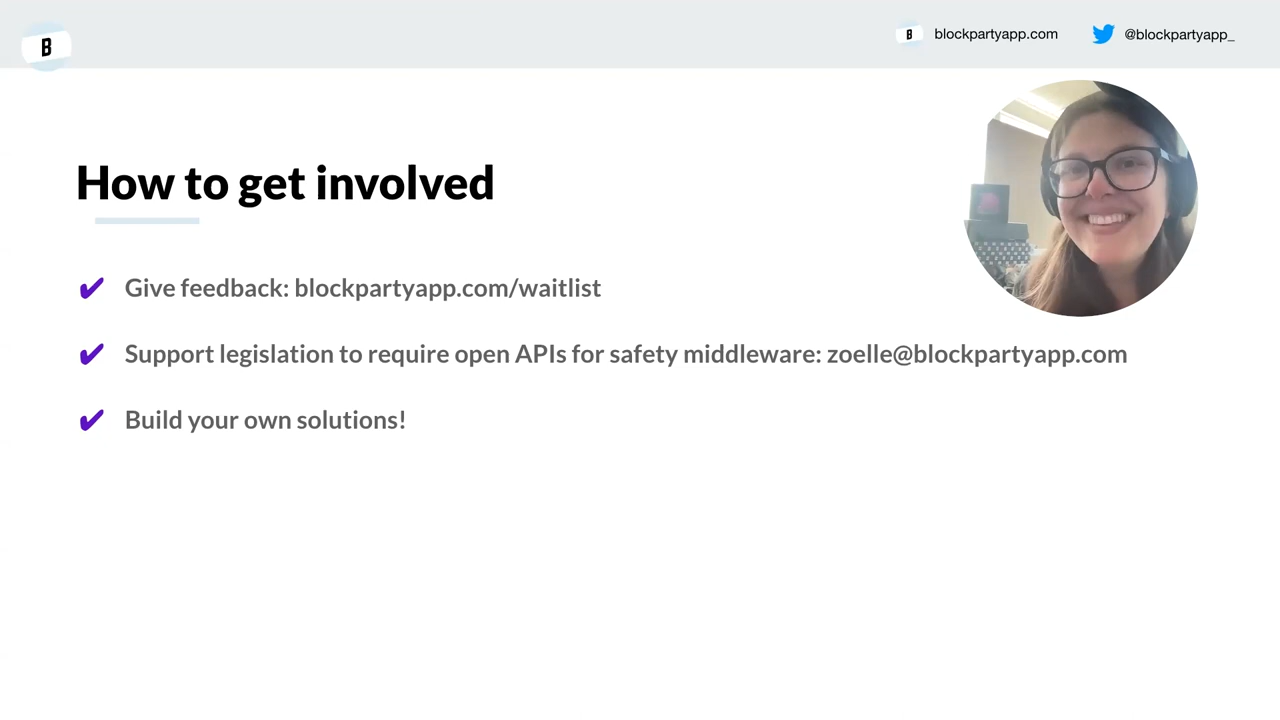 B
B blockpartyapp.com @blockpartyapp_
How to get involved
✔ Give feedback: blockpartyapp.com/waitlist
✔ Support legislation to require open APIs for safety middleware: zoelle@blockpartyapp.com
✔ Build your own solutions!